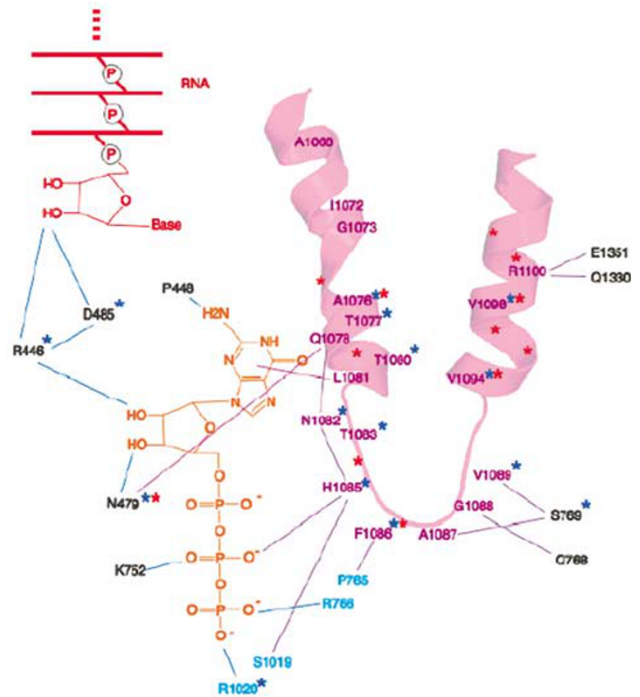 P
RNA
P
P
HO
HO
O
Base
A1060
I1072
G1073
E1351
R1100
Q1330
P448
H2N
D485
A1076
T1077
V1098
R446
N
NH
Q1078
T1080
O
L1081
V1094
N
N
HO
O
N1082
T1083
HO
V1089
N479
H1085
G1088
S769
O
O
P
O
F1086
A1087
Q768
K752
O
O
P
O
P765
O
O
P
O
R766
O
S1019
R1020